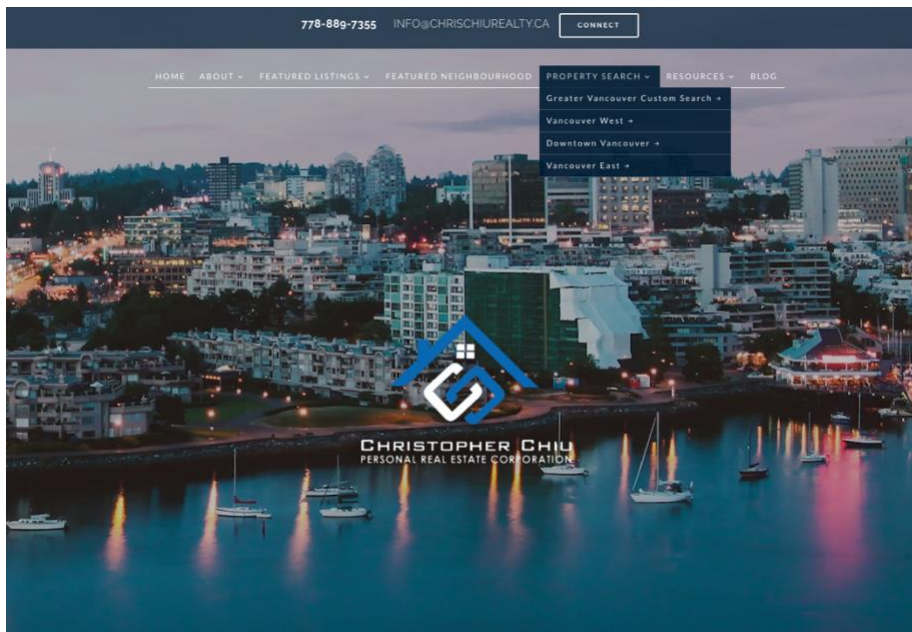 778-889-7355 INFO@CHRISCHIUREALTY.CA CONNECT
HOME ABOUT FEATURED LISTINGS FEATURED NEIGHBOURHOOD PROPERTY SEARCH RESOURCES BLOG
Greater Vancouver Custom Search →
Vancouver West →
Downtown Vancouver →
Vancouver East →
CHRISTOPHER CHIU
PERSONAL REAL ESTATE CORPORATION